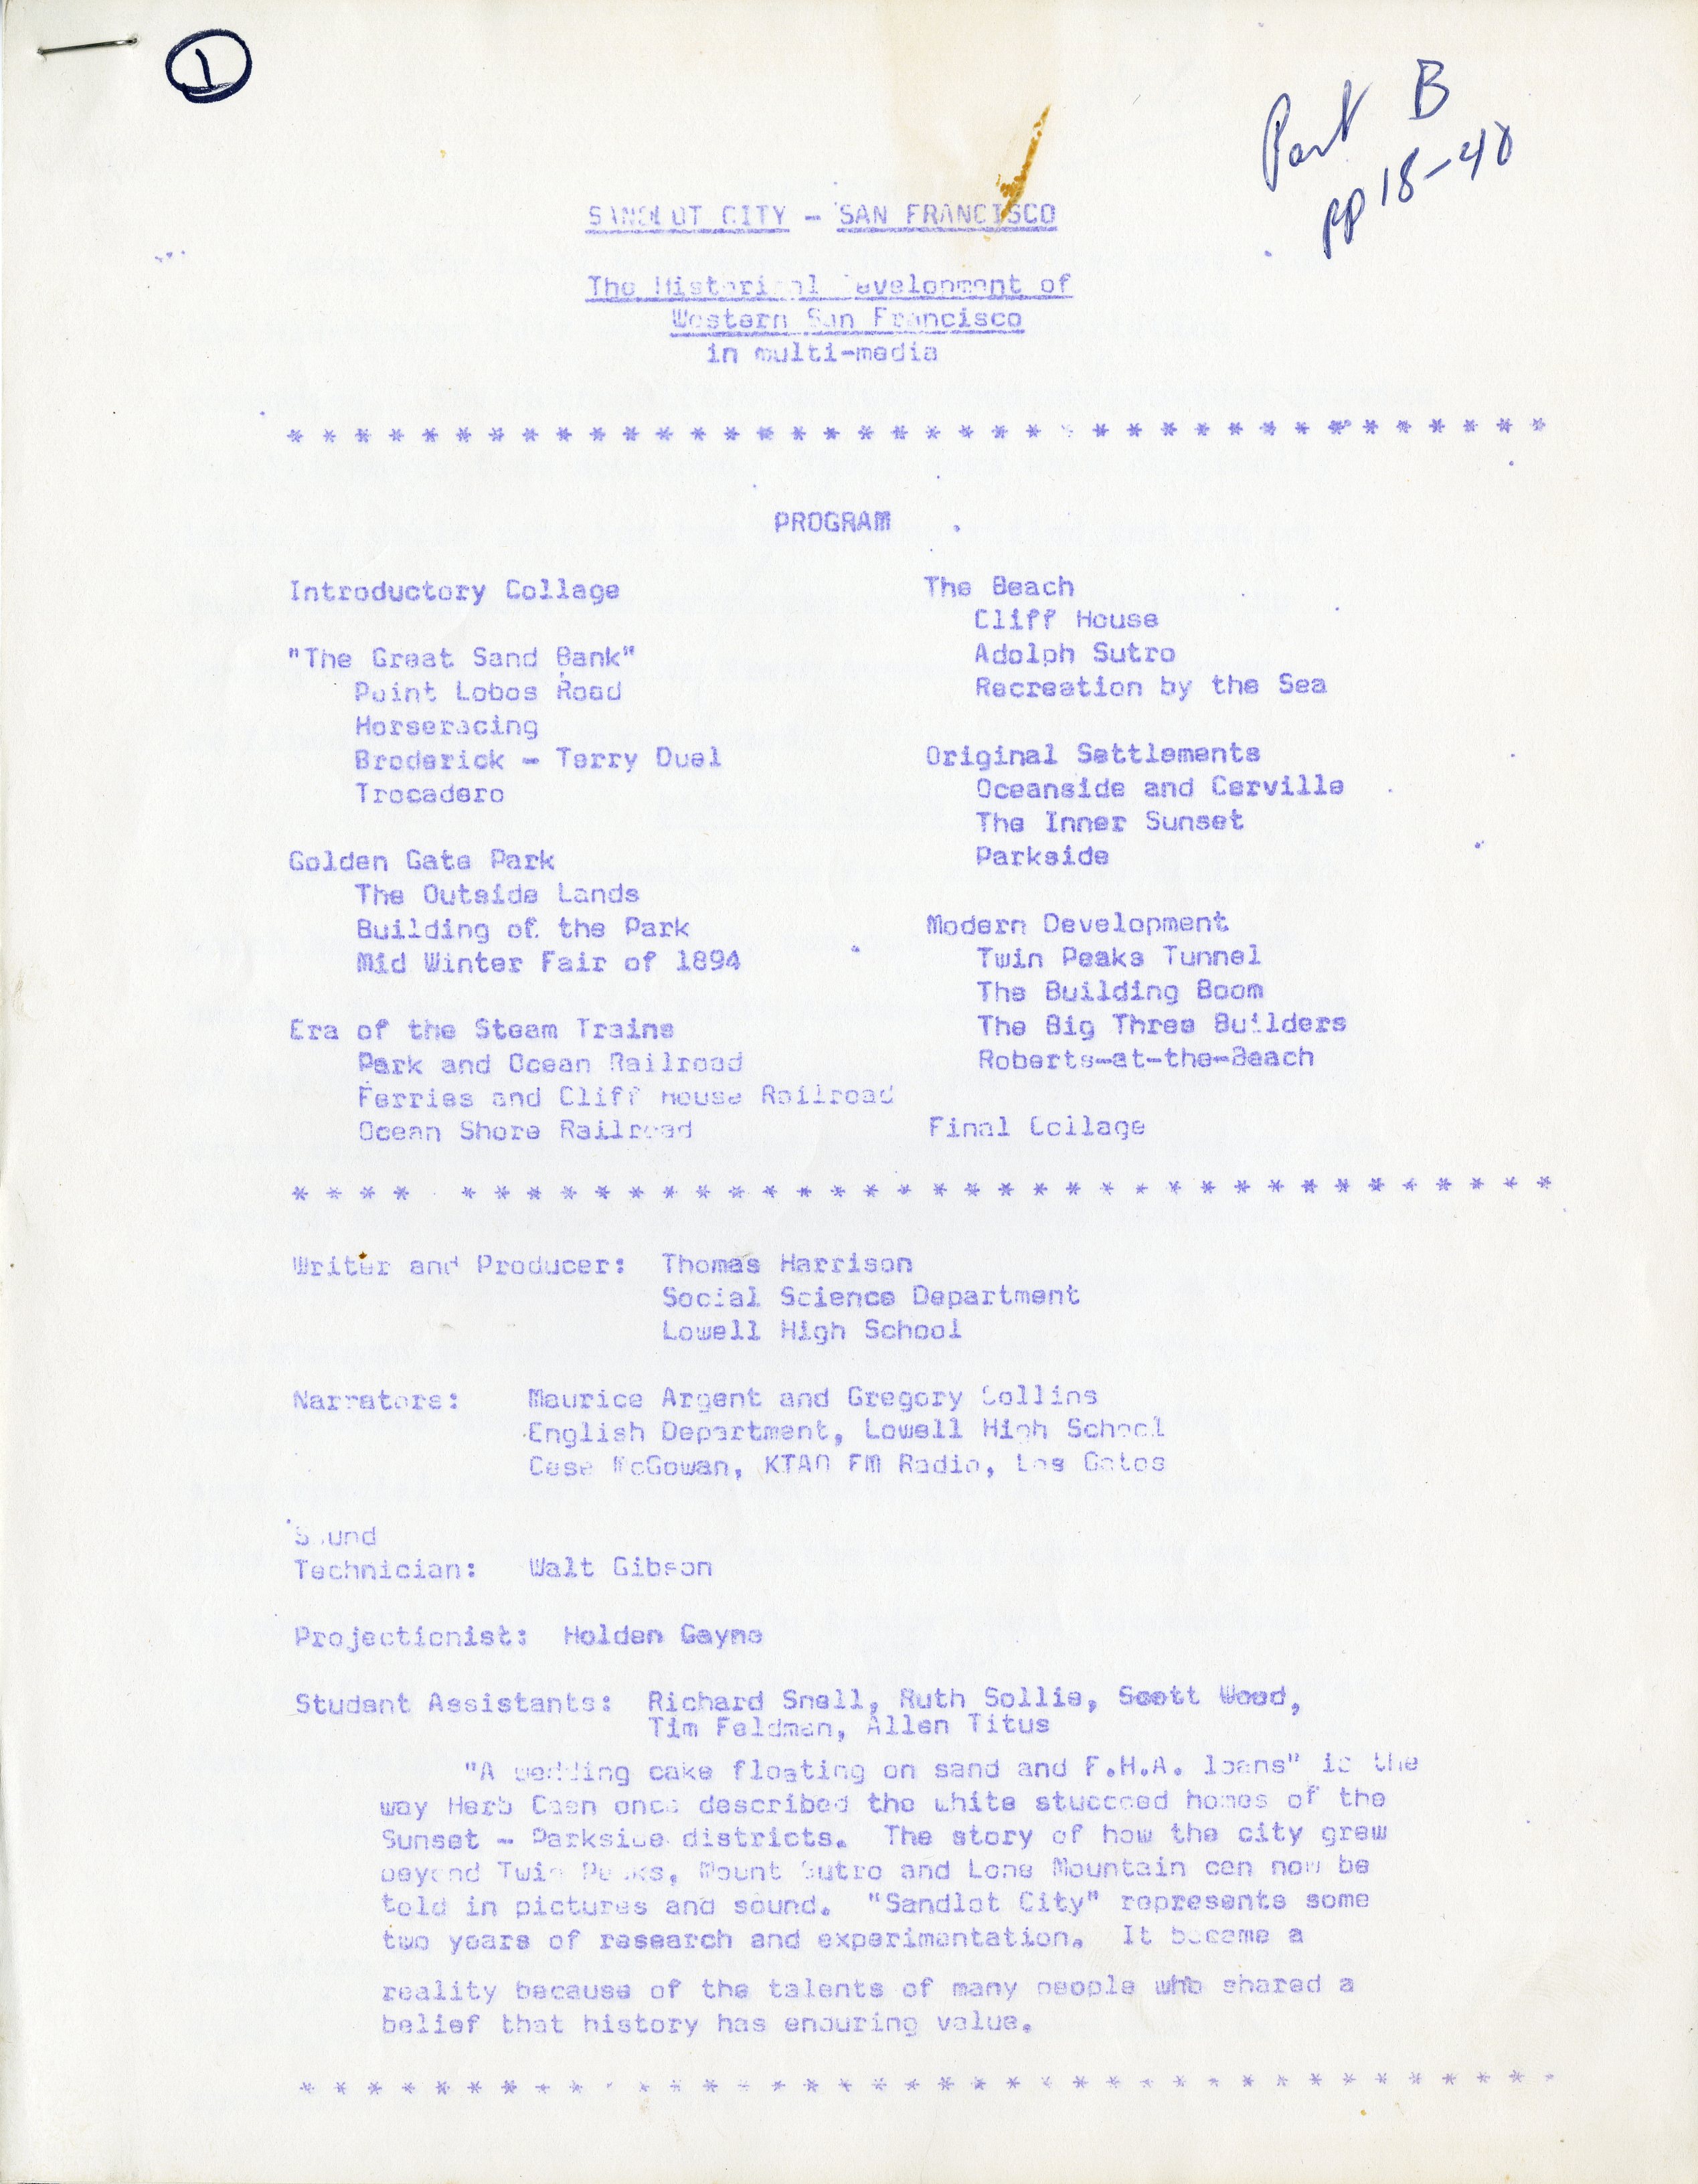 1
Part B
pp 18-40
SANDLOT CITY - SAN FRANCISCO
The Historical Development of
Western San Francisco
in multi-media
* * * * * * * * * * * * * * * * * * * * * * * * * * * * * * * * * * * * * *
PROGRAM
Introductory Collage
"The Great Sand Bank"
Point Lobos Road
Horseracing
Broderick - Terry Duel
Trocadero
Golden Gate Park
The Outside Lands
Building of the Park
Mid Winter Fair of 1894
Era of the Steam Trains
Park and Ocean Railroad
Ferries and Cliff House Railroad
Ocean Shore Railroad
The Beach
Cliff House
Adolph Sutro
Recreation by the Sea
Original Settlements
Oceanside and Carville
The Inner Sunset
Parkside
Modern Development
Twin Peaks Tunnel
The Building Boom
The Big Three Builders
Roberts-at-the-Beach
Final Collage
* * * * * * * * * * * * * * * * * * * * * * * * * * * * * * * * * * * * *
Writer and Producer: Thomas Harrison
Social Science Department
Lowell High School
Narrators: Maurice Argent and Gregory Collins
English Department, Lowell High School
Cese McGowan, KTAO FM Radio, Los Gatos
Sound
Technician: Walt Gibson
Projectionist: Holden Gayme
Student Assistants: Richard Snell, Ruth Sollie, Scott Wood,
Tim Feldman, Allen Titus
"A wedding cake floating on sand and F.H.A. loans" is the
way Herb Caen once described the white stuccoed homes of the
Sunset - Parkside districts. The story of how the city grew
beyond Twin Peaks, Mount Sutro and Lone Mountain can now be
told in pictures and sound. "Sandlot City" represents some
two years of research and experimentation. It became a
reality because of the talents of many people who shared a
belief that history has enduring value.
* * * * * * * * * * * * * * * * * * * * * * * * * * * * * * * * * * * * * *